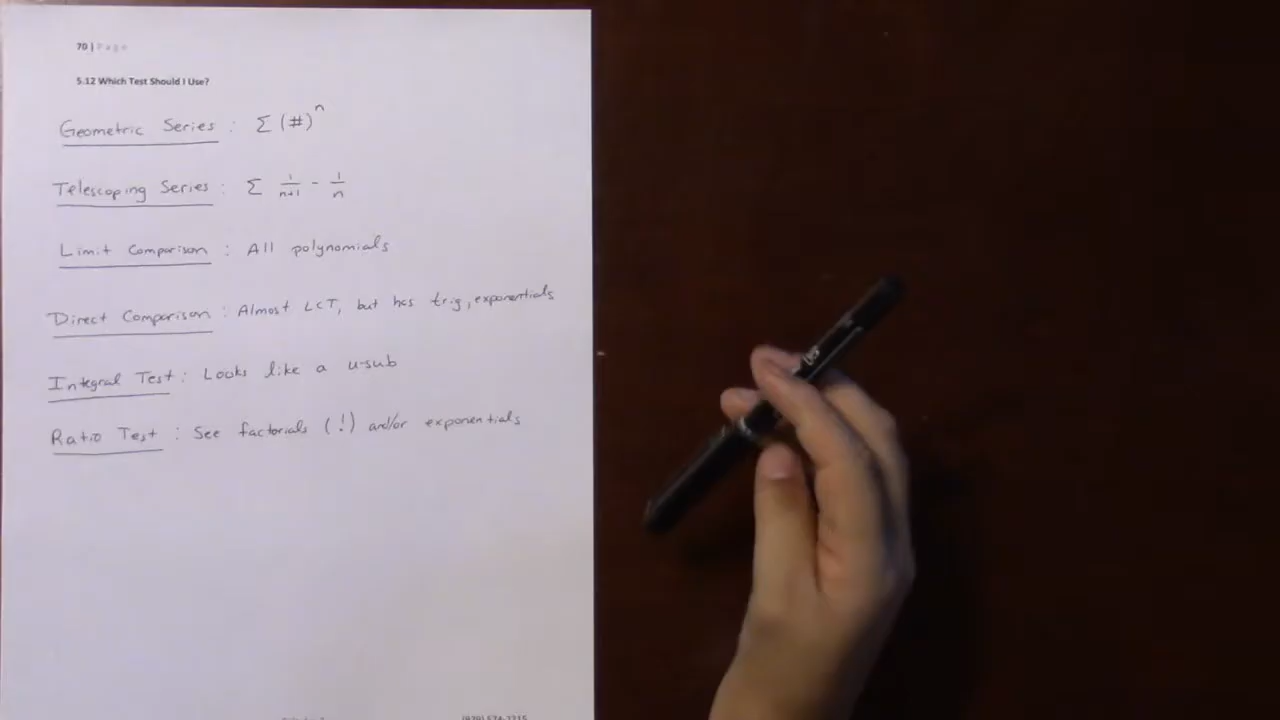 70 | Page
5.12 Which Test Should I Use?
Geometric Series : Σ (#)^n
Telescoping Series : Σ 1/(n+1) - 1/n
Limit Comparison : All polynomials
Direct Comparison : Almost LCT, but has trig, exponentials
Integral Test : Looks like a u-sub
Ratio Test : See factorials (!) and/or exponentials